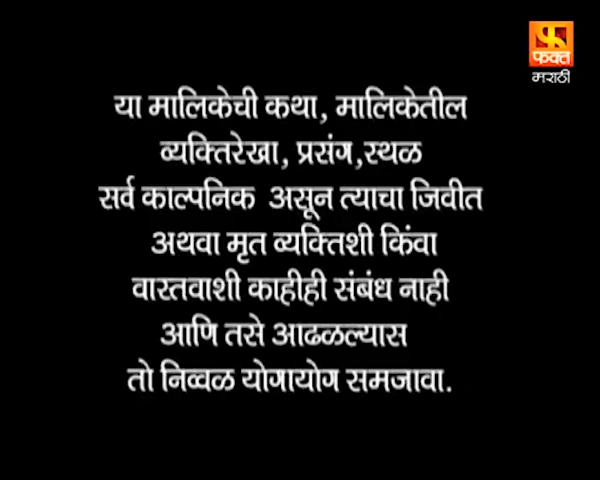 फक्त
मराठी
या मालिकेची कथा, मालिकेतील
व्यक्तिरेखा, प्रसंग,स्थळ
सर्व काल्पनिक असून त्याचा जिवीत
अथवा मृत व्यक्तिशी किंवा
वास्तवाशी काहीही संबंध नाही
आणि तसे आढळल्यास
तो निव्वळ योगायोग समजावा.